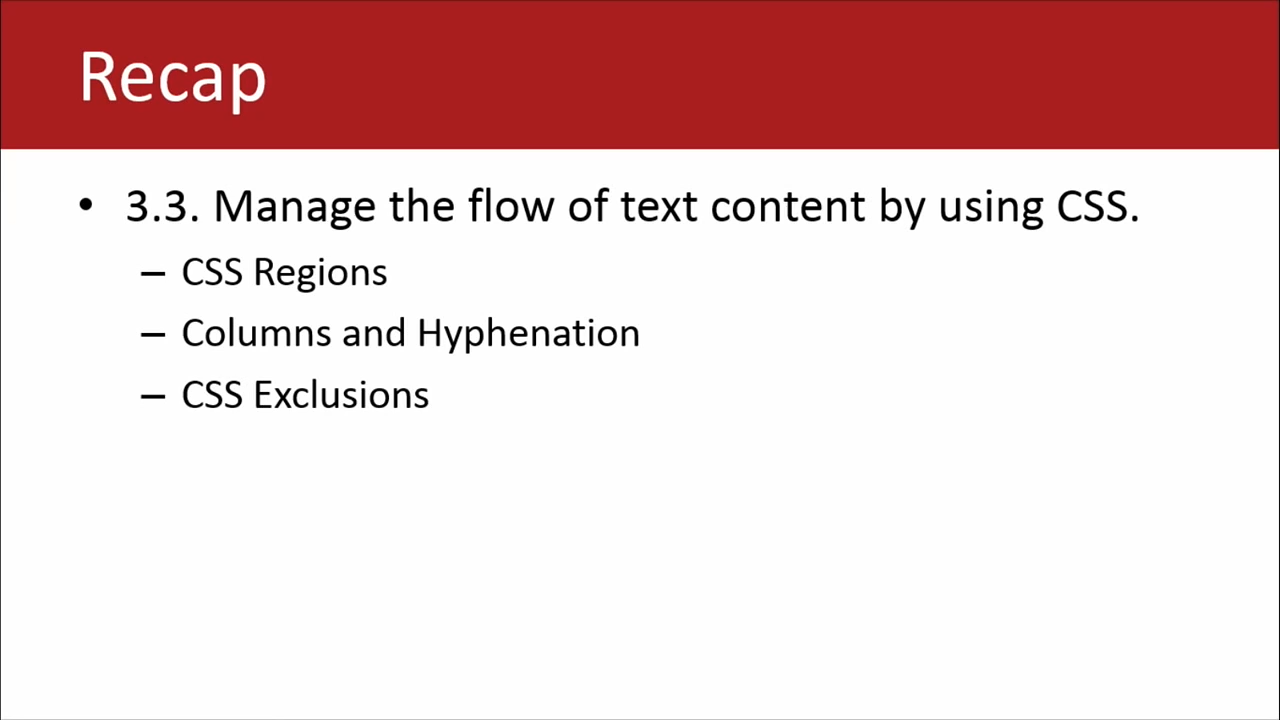 Recap
• 3.3. Manage the flow of text content by using CSS.
– CSS Regions
– Columns and Hyphenation
– CSS Exclusions